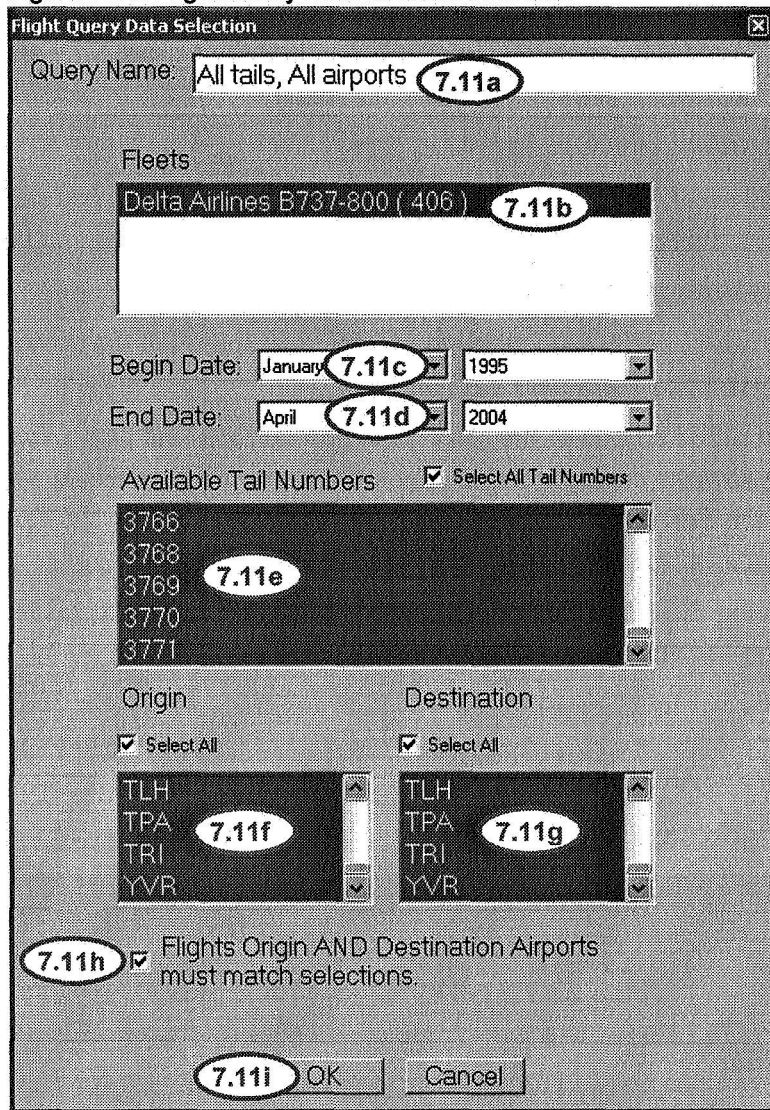 Flight Query Data Selection
Query Name: All tails, All airports 7.11a
Fleets
Delta Airlines B737-800 ( 406 ) 7.11b
Begin Date: January 7.11c 1995
End Date: April 7.11d 2004
Available Tail Numbers Select All Tail Numbers
3766
3768
3769
3770
3771
7.11e
Origin Destination
Select All Select All
TLH TLH
TPA TPA
TRI TRI
YVR YVR
7.11f 7.11g
7.11h Flights Origin AND Destination Airports
must match selections.
7.11i OK Cancel